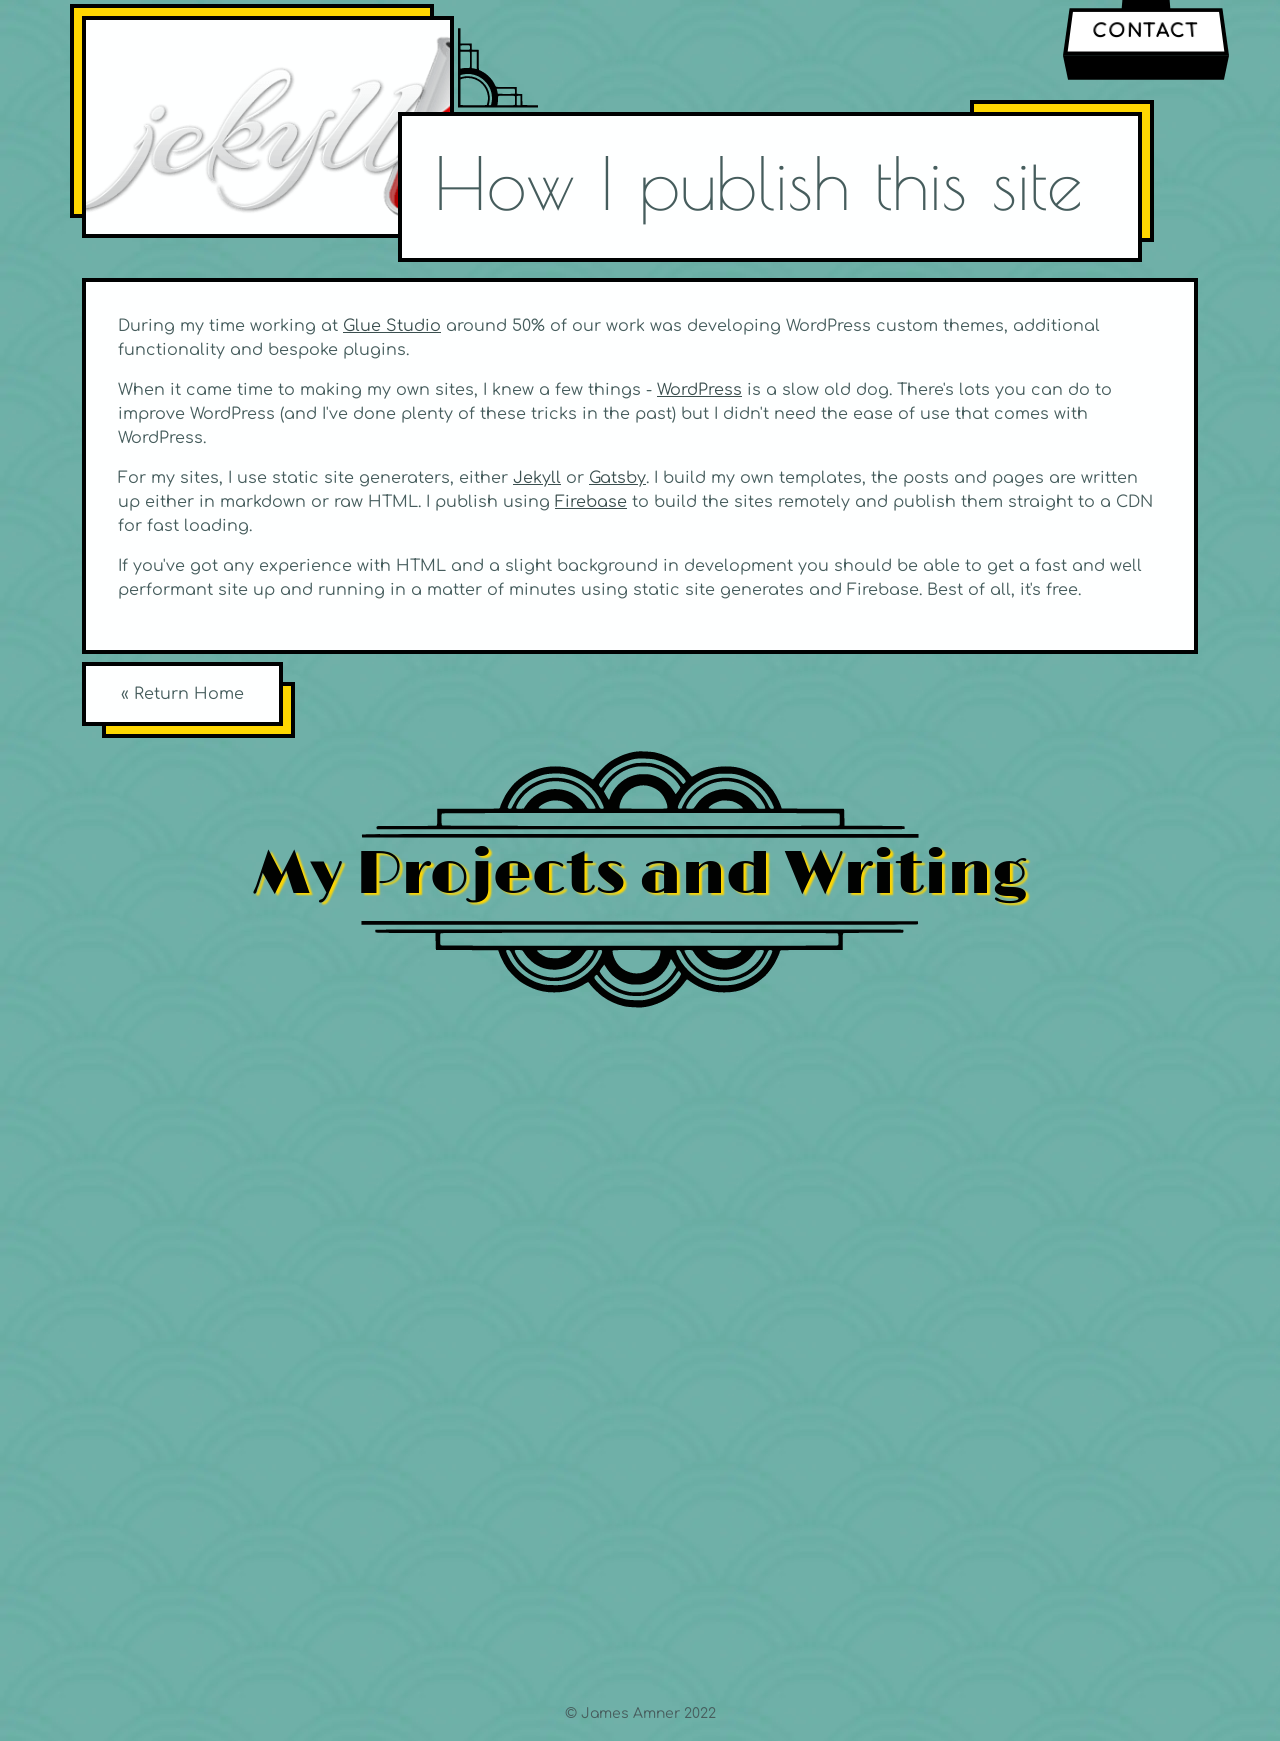 CONTACT
jekyll
How I publish this site
During my time working at Glue Studio around 50% of our work was developing WordPress custom themes, additional
functionality and bespoke plugins.
When it came time to making my own sites, I knew a few things - WordPress is a slow old dog. There's lots you can do to
improve WordPress (and I've done plenty of these tricks in the past) but I didn't need the ease of use that comes with
WordPress.
For my sites, I use static site generaters, either Jekyll or Gatsby. I build my own templates, the posts and pages are written
up either in markdown or raw HTML. I publish using Firebase to build the sites remotely and publish them straight to a CDN
for fast loading.
If you've got any experience with HTML and a slight background in development you should be able to get a fast and well
performant site up and running in a matter of minutes using static site generates and Firebase. Best of all, it's free.
« Return Home
My Projects and Writing
© James Amner 2022